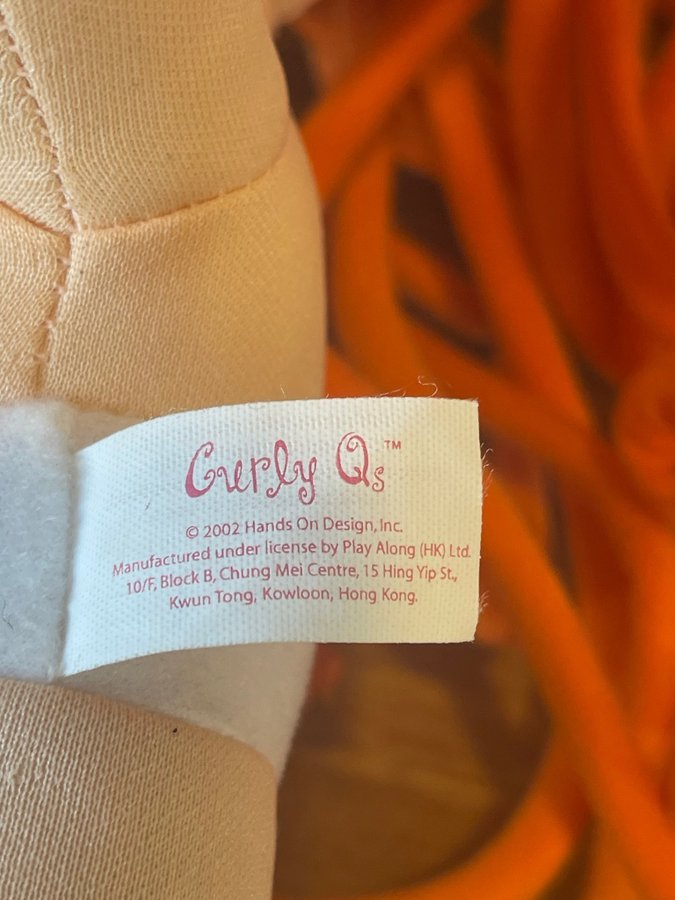 Curly Qs™
© 2002 Hands On Design, Inc.
Manufactured under license by Play Along (HK) Ltd.
10/F, Block B, Chung Mei Centre, 15 Hing Yip St.,
Kwun Tong, Kowloon, Hong Kong.